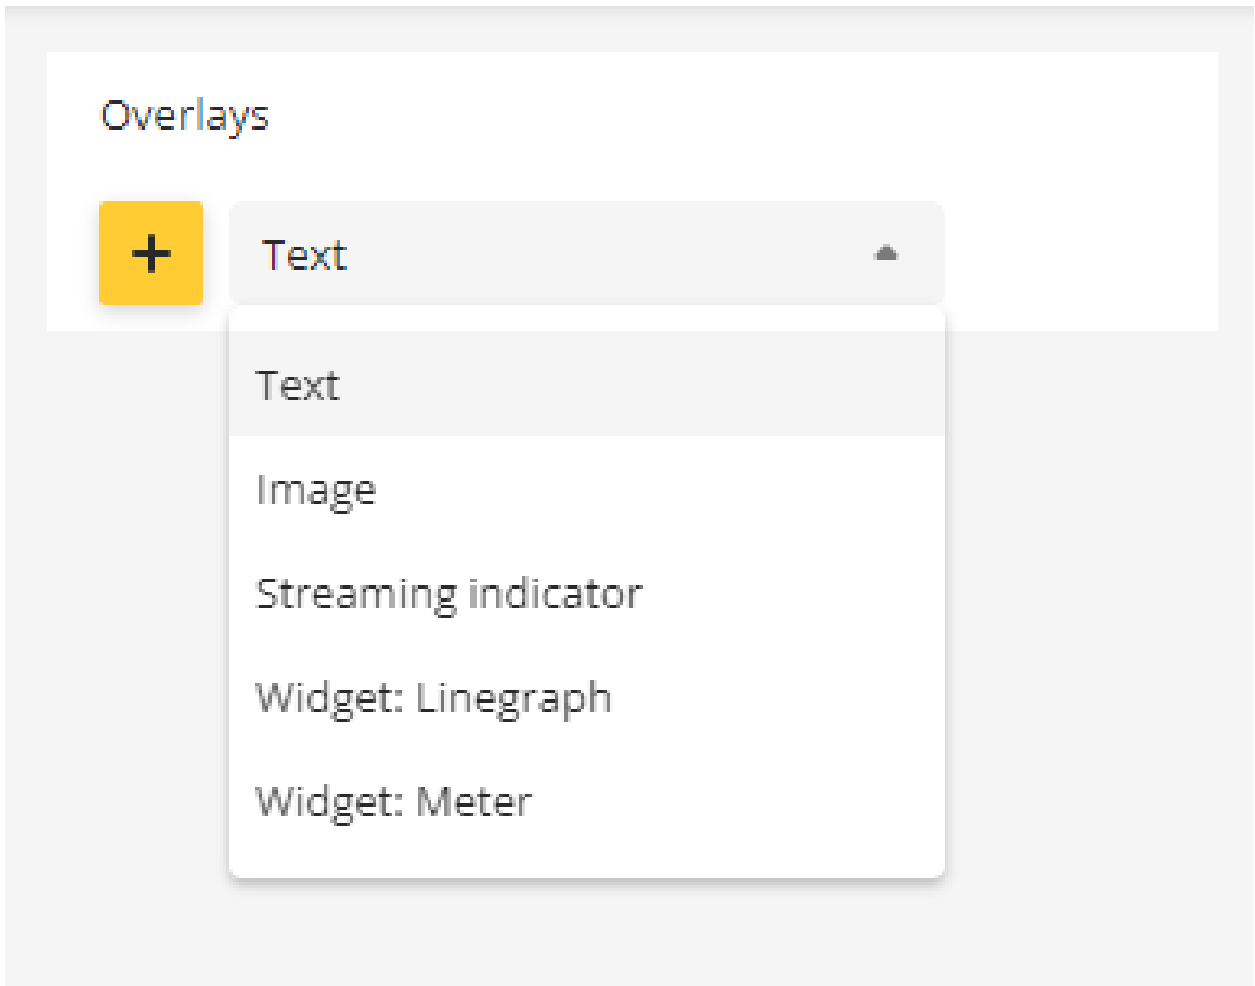 Overlays
Text
Text
Image
Streaming indicator
Widget: Linegraph
Widget: Meter